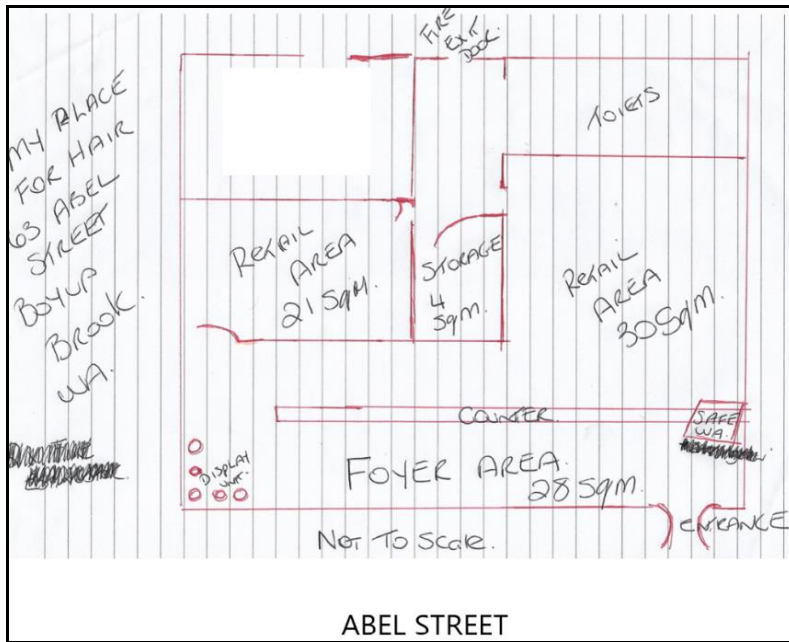 FIRE
EXIT
DOOR.
TOIETS
MY PLACE
FOR HAIR
63 ABEL
STREET
BOYUP
BROOK.
WA.
RETAIL
AREA
21 Sqm.
STORAGE
4
Sqm.
RETAIL
AREA
30 Sqm.
COUNTER
SAFE
WA.
DISPLAY
UNIT.
FOYER AREA.
28 Sqm.
ENTRANCE
NOT TO Scale.
ABEL STREET